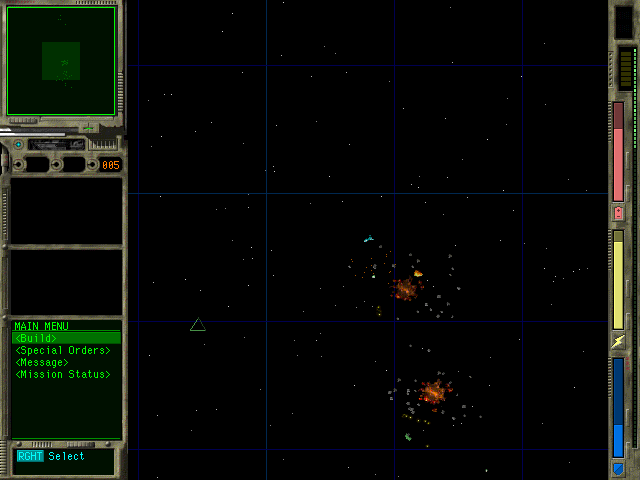 005
MAIN MENU
<Build>
<Special Orders>
<Message>
<Mission Status>
RGHT Select